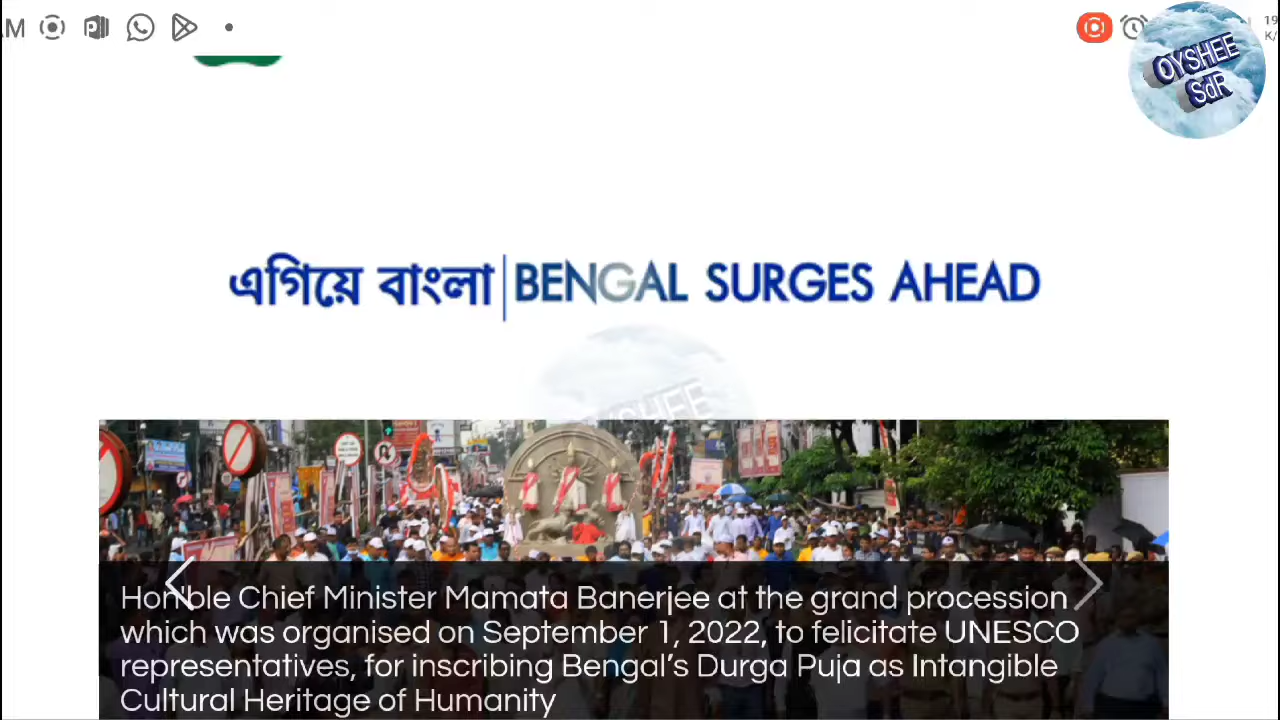 OYSHEE
SdR
এগিয়ে বাংলা BENGAL SURGES AHEAD
Hon'ble Chief Minister Mamata Banerjee at the grand procession
which was organised on September 1, 2022, to felicitate UNESCO
representatives, for inscribing Bengal's Durga Puja as Intangible
Cultural Heritage of Humanity